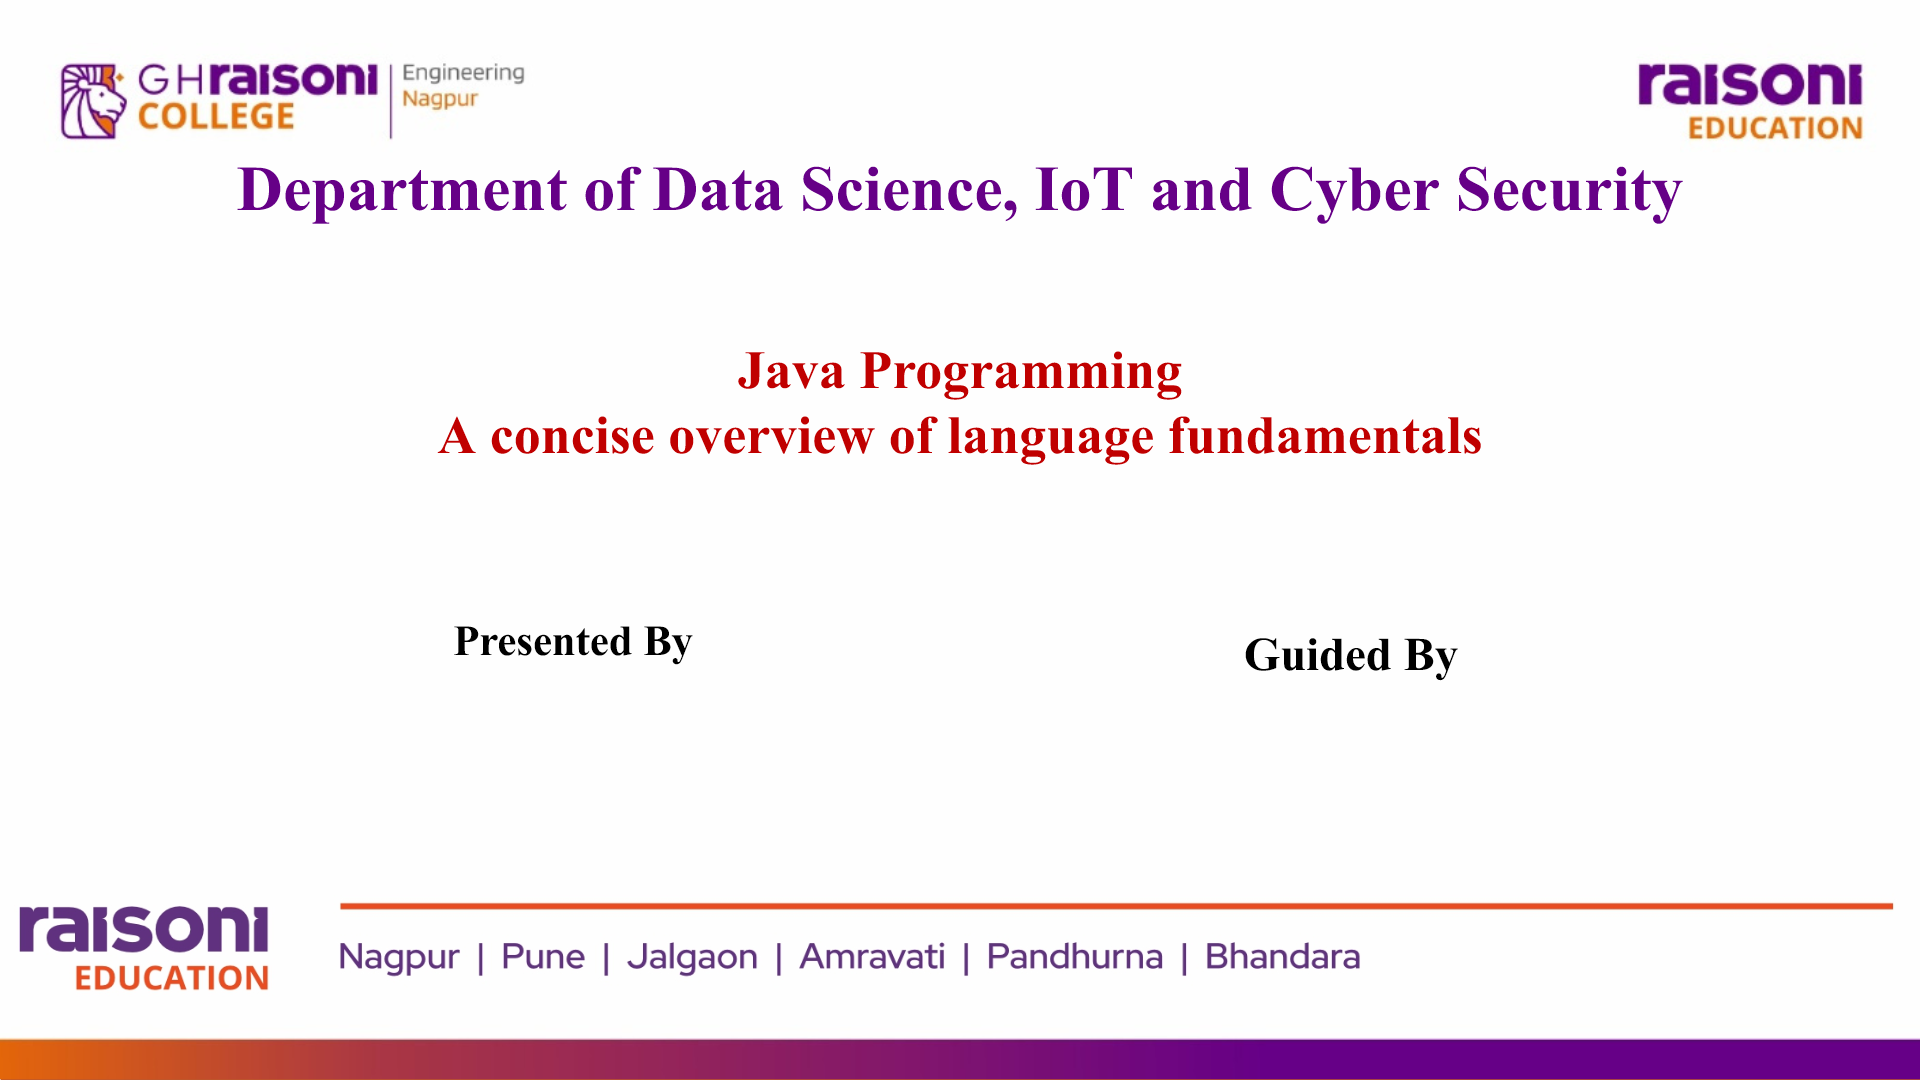 GHraisoni
COLLEGE
Engineering
Nagpur
raisoni
EDUCATION
Department of Data Science, IoT and Cyber Security
Java Programming
A concise overview of language fundamentals
Presented By
Guided By
raisoni
EDUCATION
Nagpur | Pune | Jalgaon | Amravati | Pandhurna | Bhandara